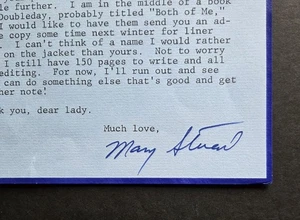 le further. I am in the middle of a book
Doubleday, probably titled "Both of Me,"
I would like to have them send you an ad-
e copy some time next winter for liner
. I can't think of a name I would rather
on the jacket than yours. Not to worry
I still have 150 pages to write and all
editing. For now, I'll run out and see
can do something else that's good and get
her note!
k you, dear lady.
Much love,
Mary Stuart